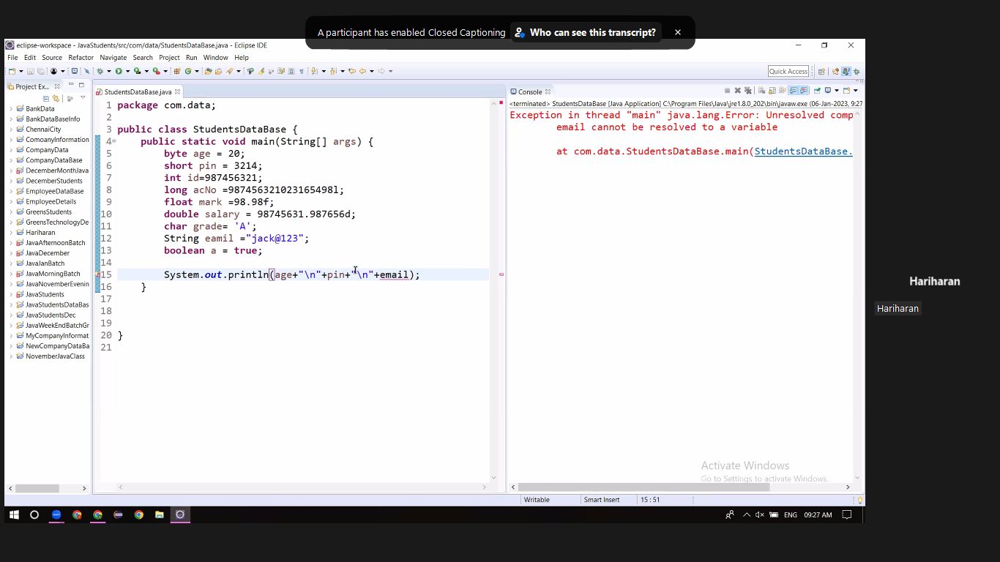 A participant has enabled Closed Captioning Who can see this transcript? ×
eclipse-workspace - JavaStudents/src/com/data/StudentsDataBase.java - Eclipse IDE
File Edit Source Refactor Navigate Search Project Run Window Help
Quick Access
Project Ex...
BankData
BankDataBaseInfo
ChennaiCity
ComoanyInformation
CompanyData
CompanyDataBase
DecemberMonthJava
DecemberStudents
EmployeeDataBase
EmployeeDetails
GreensStudents
GreensTechnologyDe
Hariharan
JavaAfternoonBatch
JavaDecember
JavaJanBatch
JavaMorningBatch
JavaNovemberEvenin
JavaStudents
JavaStudentsDataBas
JavaStudentsDec
JavaWeekEndBatchGr
MyCompanyInformat
NewCompanyDataBa
NovemberJavaClass
StudentsDataBase.java
1 package com.data;
2
3 public class StudentsDataBase {
4 public static void main(String[] args) {
5 byte age = 20;
6 short pin = 3214;
7 int id=987456321;
8 long acNo =98745632102316549​8l;
9 float mark =98.98f;
10 double salary = 98745631.987656d;
11 char grade= 'A';
12 String eamil ="jack@123";
13 boolean a = true;
14
15 System.out.println(age+"\n"+pin+"\n"+email);
16 }
17
18
19
20 }
21
Console
<terminated> StudentsDataBase [Java Application] C:\Program Files\Java\jre1.8.0_202\bin\javaw.exe (06-Jan-2023, 9:27
Exception in thread "main" java.lang.Error: Unresolved comp
email cannot be resolved to a variable
at com.data.StudentsDataBase.main(StudentsDataBase.
Activate Windows
Go to Settings to activate Windows.
Writable Smart Insert 15 : 51
ENG 09:27 AM
Hariharan
Hariharan